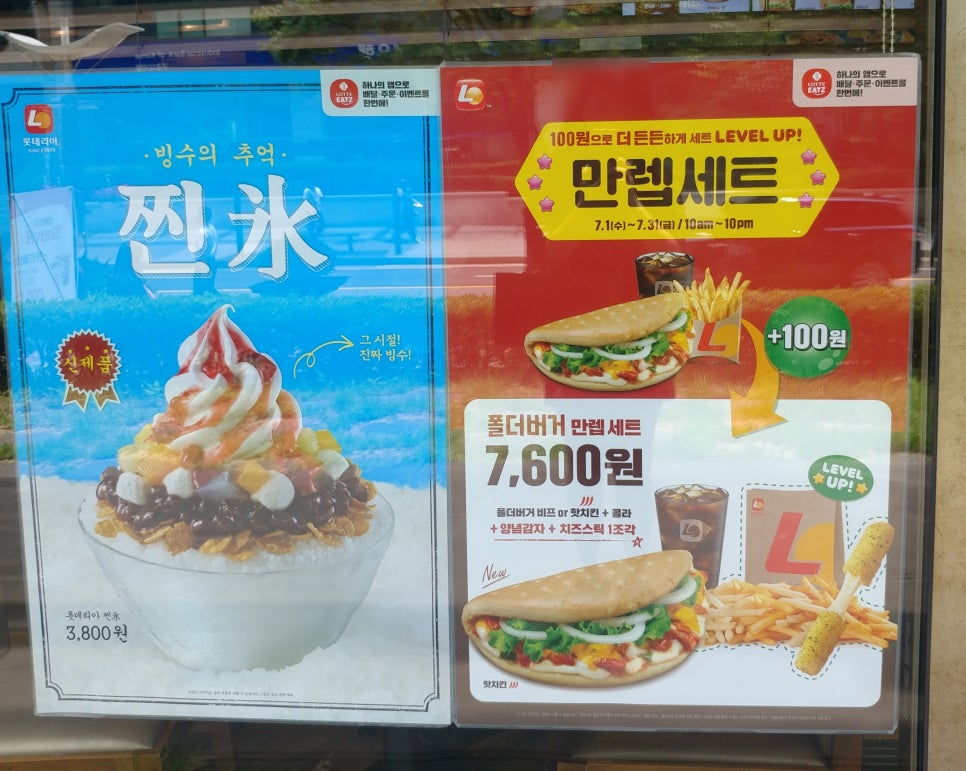 LOTTE
EATZ
하나의 앱으로
배달·주문·이벤트를
한번에!
롯데리아
SINCE 1979
·빙수의 추억·
찐氷
그 시절!
진짜 빙수!
신제품
롯데리아 찐氷
3,800원
LOTTE
EATZ
하나의 앱으로
배달·주문·이벤트를
한번에!
100원으로 더 든든하게 세트 LEVEL UP!
만렙세트
7.1(수)~7.31(금) / 10am~10pm
+100원
폴더버거 만렙 세트
7,600원
폴더버거 비프 or 핫치킨 + 콜라
+ 양념감자 + 치즈스틱 1조각
LEVEL
UP!
New
핫치킨